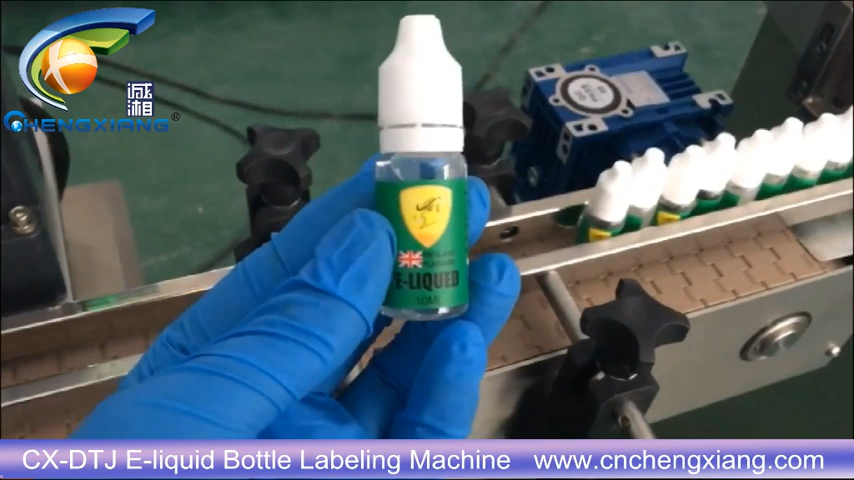 诚湘
CHENGXIANG®
E-LIQUED
10ML
CX-DTJ E-liquid Bottle Labeling Machine www.cnchengxiang.com